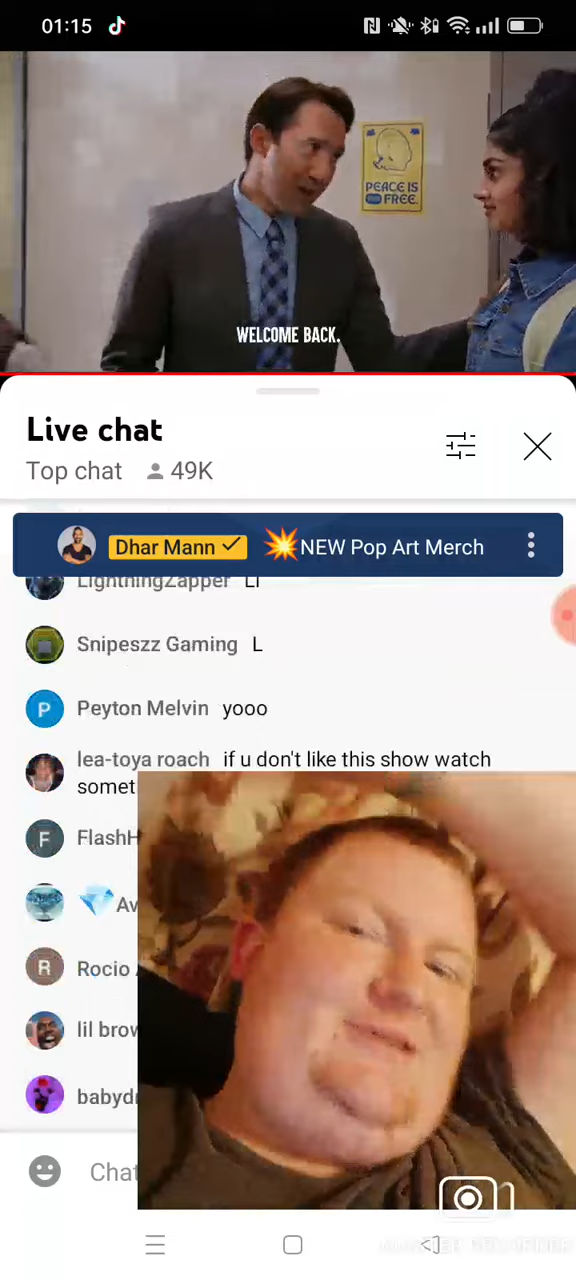 01:15
PEACE IS
FREE.
WELCOME BACK.
Live chat
Top chat 49K
Dhar Mann 💥NEW Pop Art Merch
LightningZapper
Snipeszz Gaming L
Peyton Melvin yooo
lea-toya roach if u don't like this show watch
somet
FlashH
💎Av
Rocio
lil brow
babydr
Chat